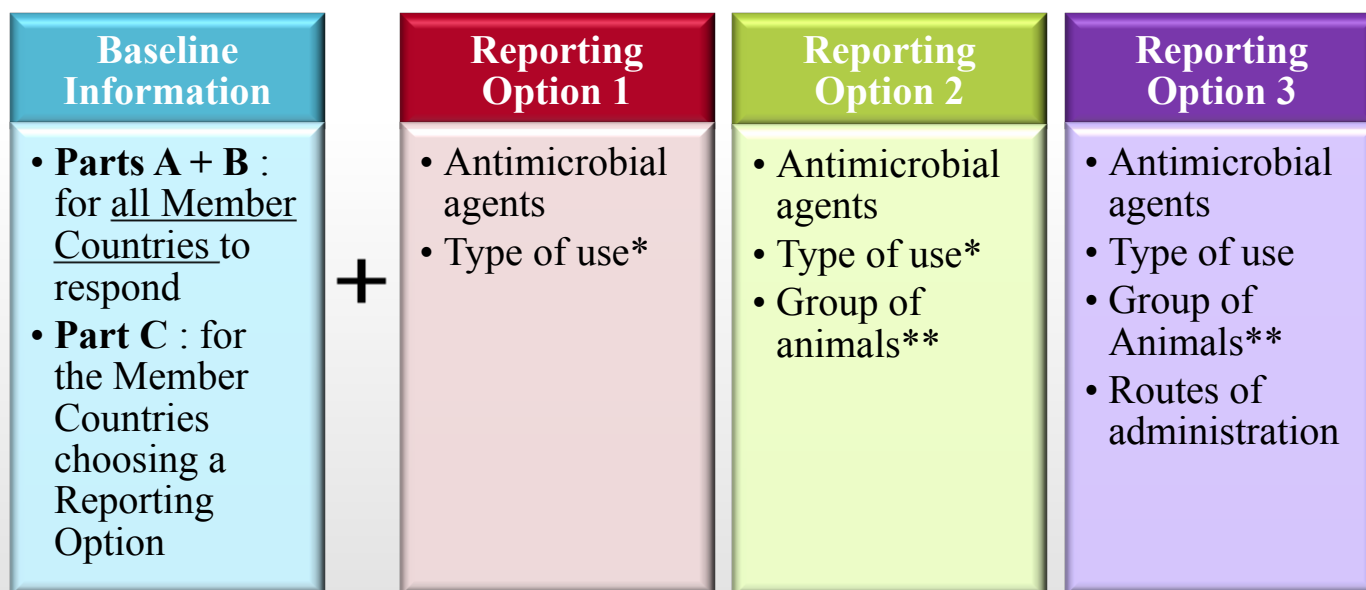 Baseline
Information
• Parts A + B :
for all Member
Countries to
respond
• Part C : for
the Member
Countries
choosing a
Reporting
Option
+
Reporting
Option 1
• Antimicrobial
agents
• Type of use*
Reporting
Option 2
• Antimicrobial
agents
• Type of use*
• Group of
animals**
Reporting
Option 3
• Antimicrobial
agents
• Type of use
• Group of
Animals**
• Routes of
administration